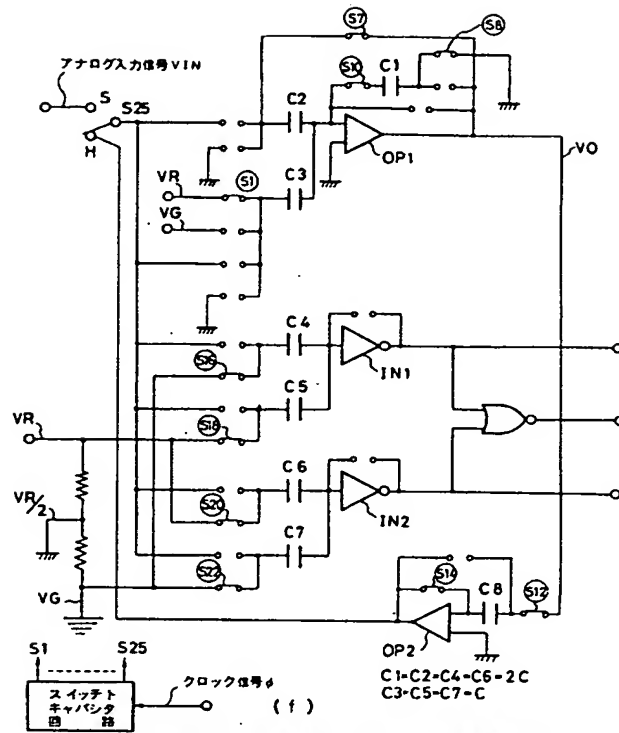 S7
S8
アナログ入力信号VIN
S10
C1
S
S25
C2
H
OP1
VO
VR
S1
C3
VG
C4
S16
IN1
C5
VR
S18
C6
VR/2
S20
IN2
C7
S22
VG
S14
C8
S12
OP2
S1
S25
C1=C2=C4=C6=2C
C3=C5=C7=C
スイッチト
キャパシタ
回路
クロック信号φ
(f)